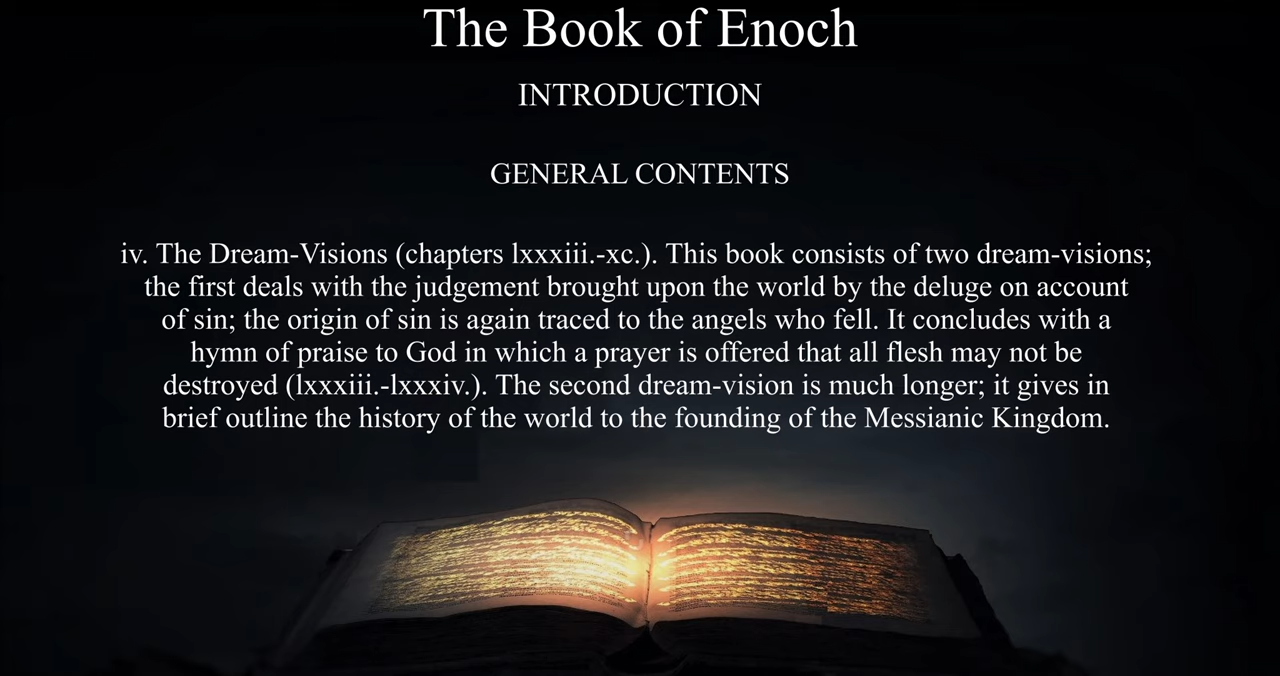 The Book of Enoch
INTRODUCTION
GENERAL CONTENTS
iv. The Dream-Visions (chapters lxxxiii.-xc.). This book consists of two dream-visions;
the first deals with the judgement brought upon the world by the deluge on account
of sin; the origin of sin is again traced to the angels who fell. It concludes with a
hymn of praise to God in which a prayer is offered that all flesh may not be
destroyed (lxxxiii.-lxxxiv.). The second dream-vision is much longer; it gives in
brief outline the history of the world to the founding of the Messianic Kingdom.